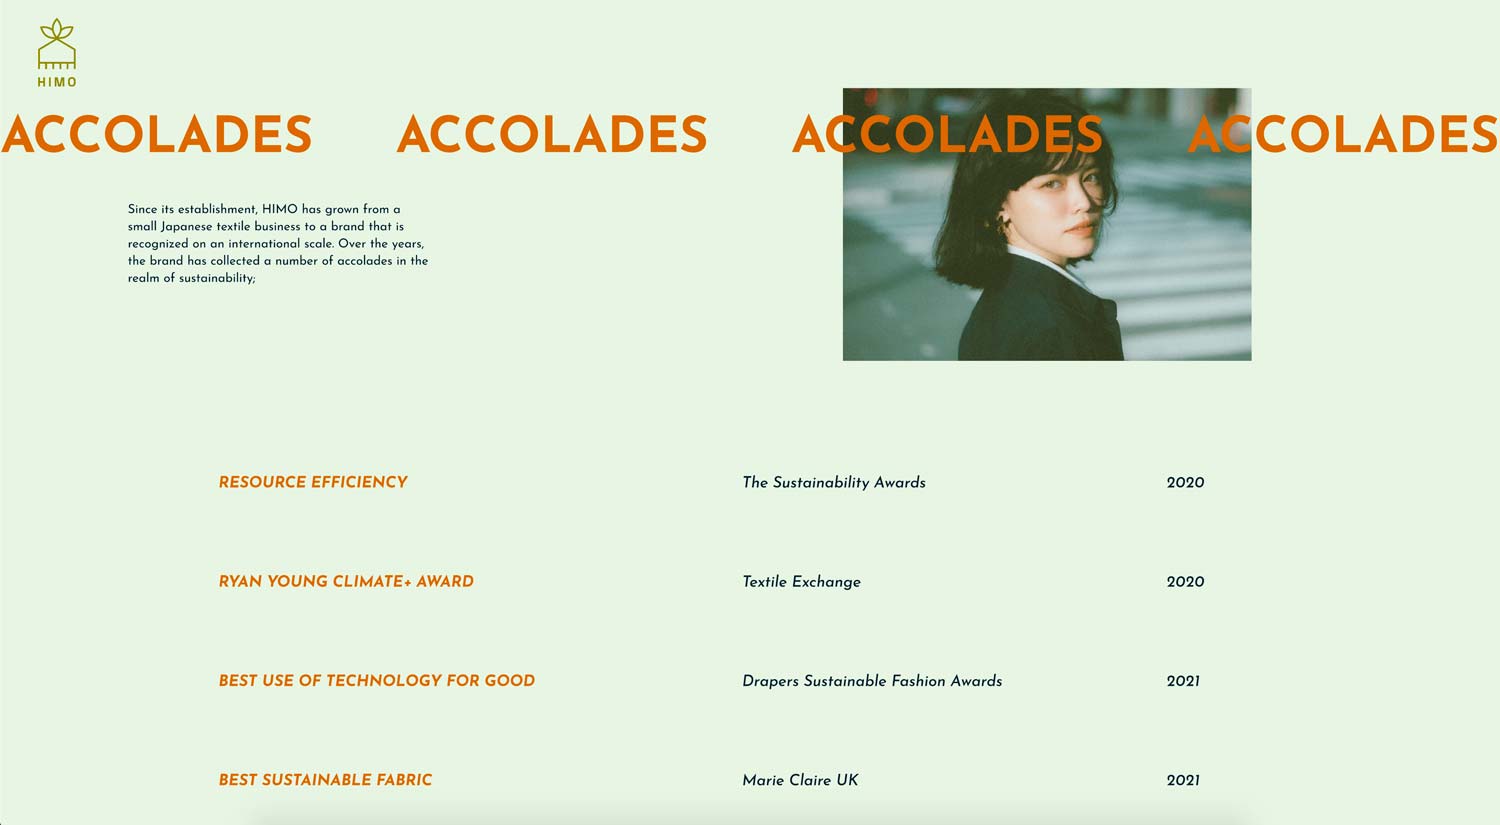 HIMO
ACCOLADES ACCOLADES ACCOLADES ACCOLADES
Since its establishment, HIMO has grown from a
small Japanese textile business to a brand that is
recognized on an international scale. Over the years,
the brand has collected a number of accolades in the
realm of sustainability;
RESOURCE EFFICIENCY The Sustainability Awards 2020
RYAN YOUNG CLIMATE+ AWARD Textile Exchange 2020
BEST USE OF TECHNOLOGY FOR GOOD Drapers Sustainable Fashion Awards 2021
BEST SUSTAINABLE FABRIC Marie Claire UK 2021